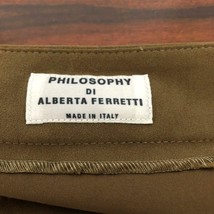 PHILOSOPHY
DI
ALBERTA FERRETTI
MADE IN ITALY